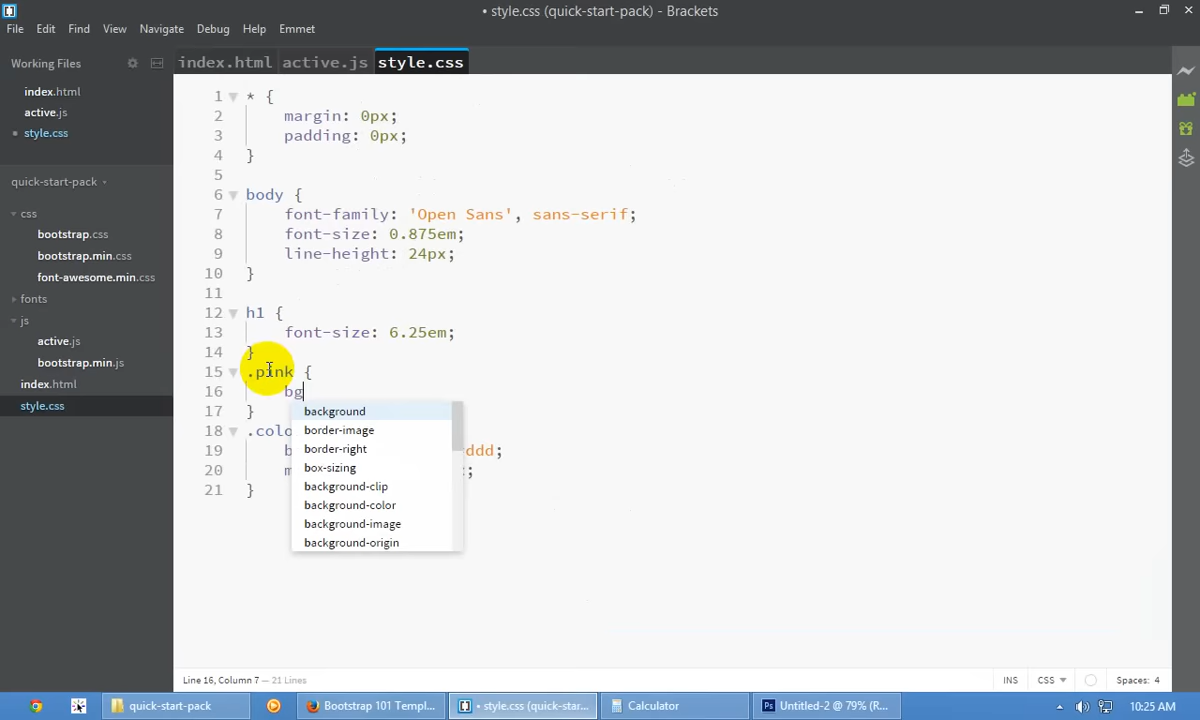 • style.css (quick-start-pack) - Brackets
File Edit Find View Navigate Debug Help Emmet
Working Files
index.html
active.js
• style.css
quick-start-pack
css
bootstrap.css
bootstrap.min.css
font-awesome.min.css
fonts
js
active.js
bootstrap.min.js
index.html
style.css
index.html active.js style.css
1 * {
2 margin: 0px;
3 padding: 0px;
4 }
5
6 body {
7 font-family: 'Open Sans', sans-serif;
8 font-size: 0.875em;
9 line-height: 24px;
10 }
11
12 h1 {
13 font-size: 6.25em;
14 }
15 .pink {
16 bg
17 }
18 .colo
19 b ddd;
20 m ;
21 }
background
border-image
border-right
box-sizing
background-clip
background-color
background-image
background-origin
Line 16, Column 7 — 21 Lines
INS CSS Spaces: 4
quick-start-pack Bootstrap 101 Templ... • style.css (quick-star... Calculator Untitled-2 @ 79% (R... 10:25 AM